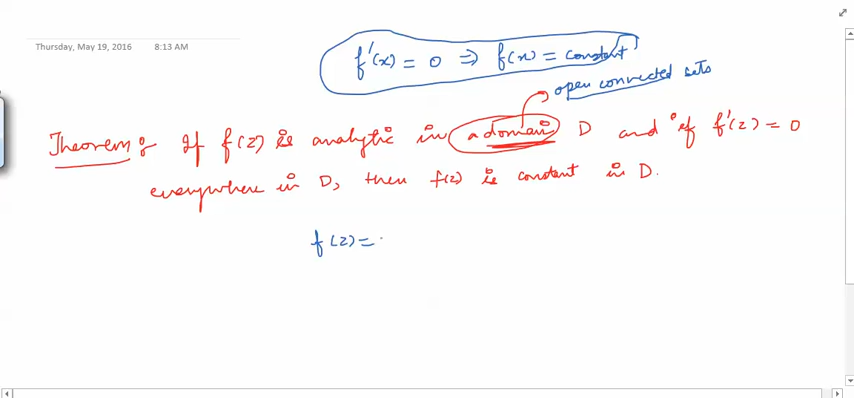 Thursday, May 19, 2016 8:13 AM
f'(x) = 0 ⇒ f(x) = constant
open connected sets
Theorem: If f(z) is analytic in a domain D and if f'(z) = 0
everywhere in D, then f(z) is constant in D.
f(z) =